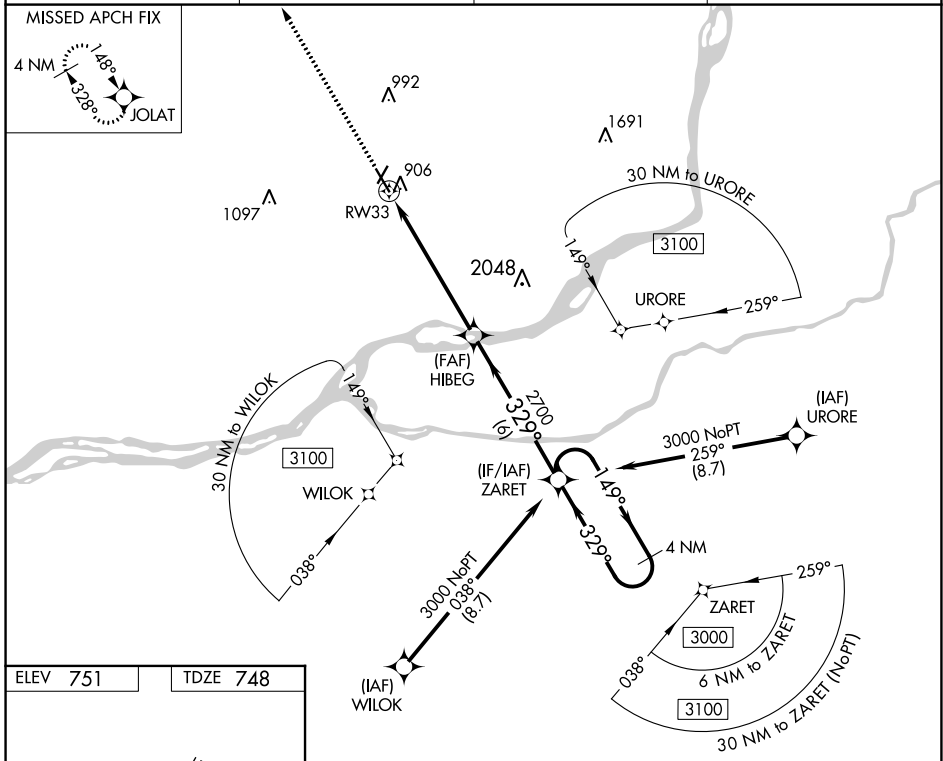 MISSED APCH FIX
4 NM
148°
328°
JOLAT
992
1691
906
1097
RW33
30 NM to URORE
3100
149°
URORE
259°
2048
(FAF)
HIBEG
30 NM to WILOK
149°
3100
WILOK
038°
2700
329°
(6)
(IAF)
URORE
3000 NoPT
259°
(8.7)
(IF/IAF)
ZARET
149°
329°
4 NM
3000 NoPT
038°
(8.7)
(IAF)
WILOK
259°
ZARET
3000
038°
6 NM to ZARET
3100
30 NM to ZARET (NoPT)
ELEV 751
TDZE 748